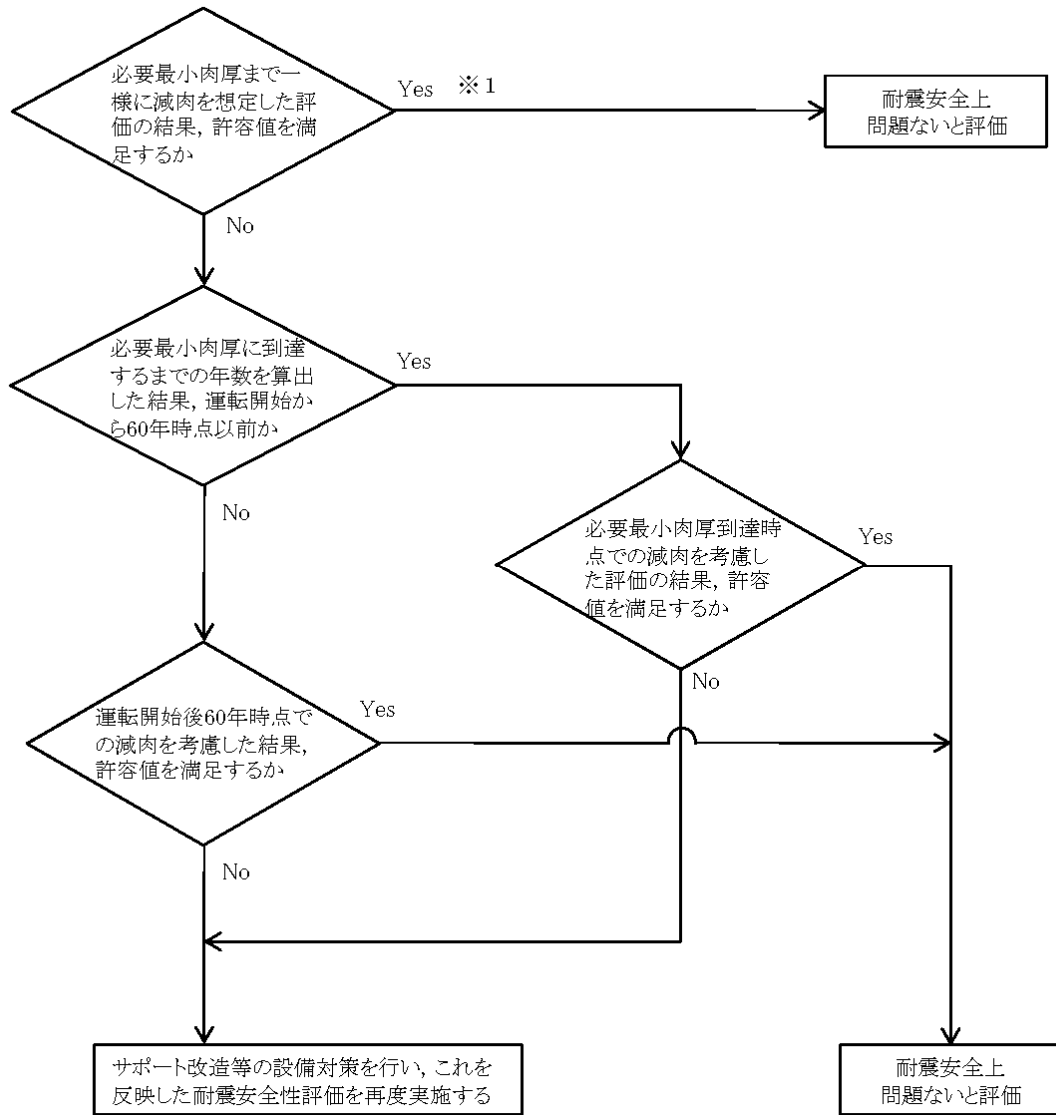 必要最小肉厚まで一
様に減肉を想定した評
価の結果, 許容値を満
足するか
Yes ※1
耐震安全上
問題ないと評価
No
必要最小肉厚に到達
するまでの年数を算出
した結果, 運転開始か
ら60年時点以前か
Yes
No
必要最小肉厚到達時
点での減肉を考慮し
た評価の結果, 許容
値を満足するか
Yes
No
運転開始後60年時点で
の減肉を考慮した結果,
許容値を満足するか
Yes
No
サポート改造等の設備対策を行い, これを
反映した耐震安全性評価を再度実施する
耐震安全上
問題ないと評価